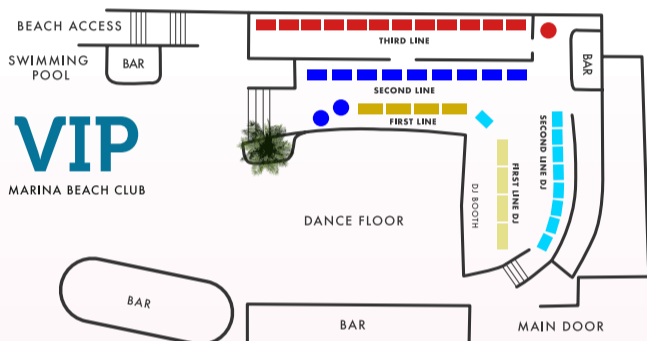 BEACH ACCESS
THIRD LINE
SWIMMING
POOL
BAR
BAR
SECOND LINE
FIRST LINE
VIP
MARINA BEACH CLUB
SECOND LINE DJ
FIRST LINE DJ
DJ BOOTH
DANCE FLOOR
BAR
BAR
MAIN DOOR